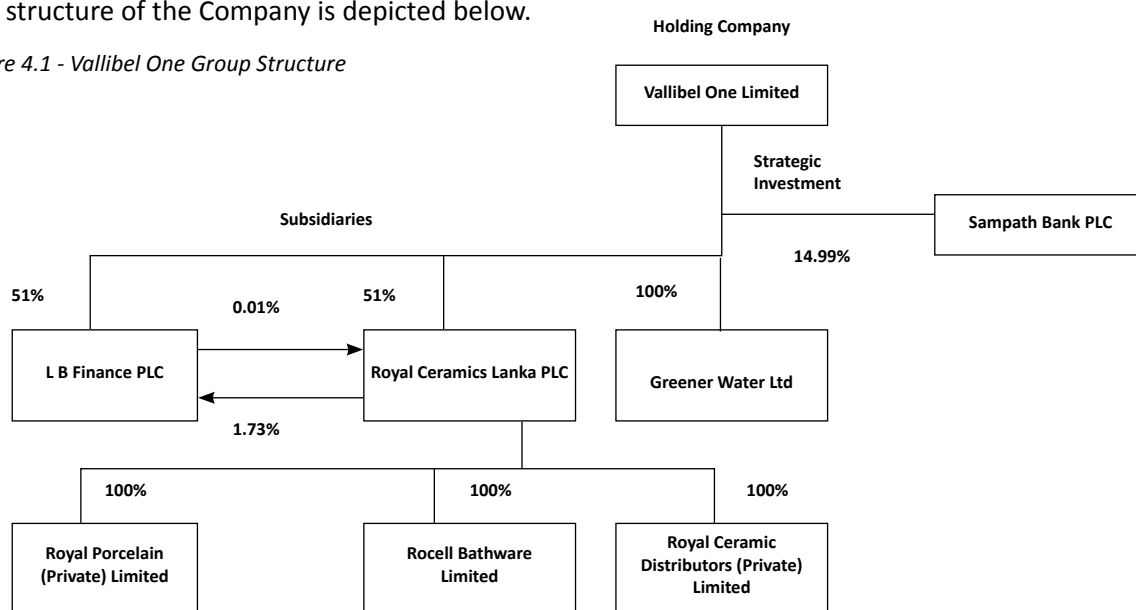 structure of the Company is depicted below.
Holding Company
4.1 - Vallibel One Group Structure
Vallibel One Limited
Strategic
Investment
Subsidiaries
Sampath Bank PLC
14.99%
51%
0.01%
51%
100%
L B Finance PLC
Royal Ceramics Lanka PLC
Greener Water Ltd
1.73%
100%
100%
100%
Royal Porcelain
(Private) Limited
Rocell Bathware
Limited
Royal Ceramic
Distributors (Private)
Limited